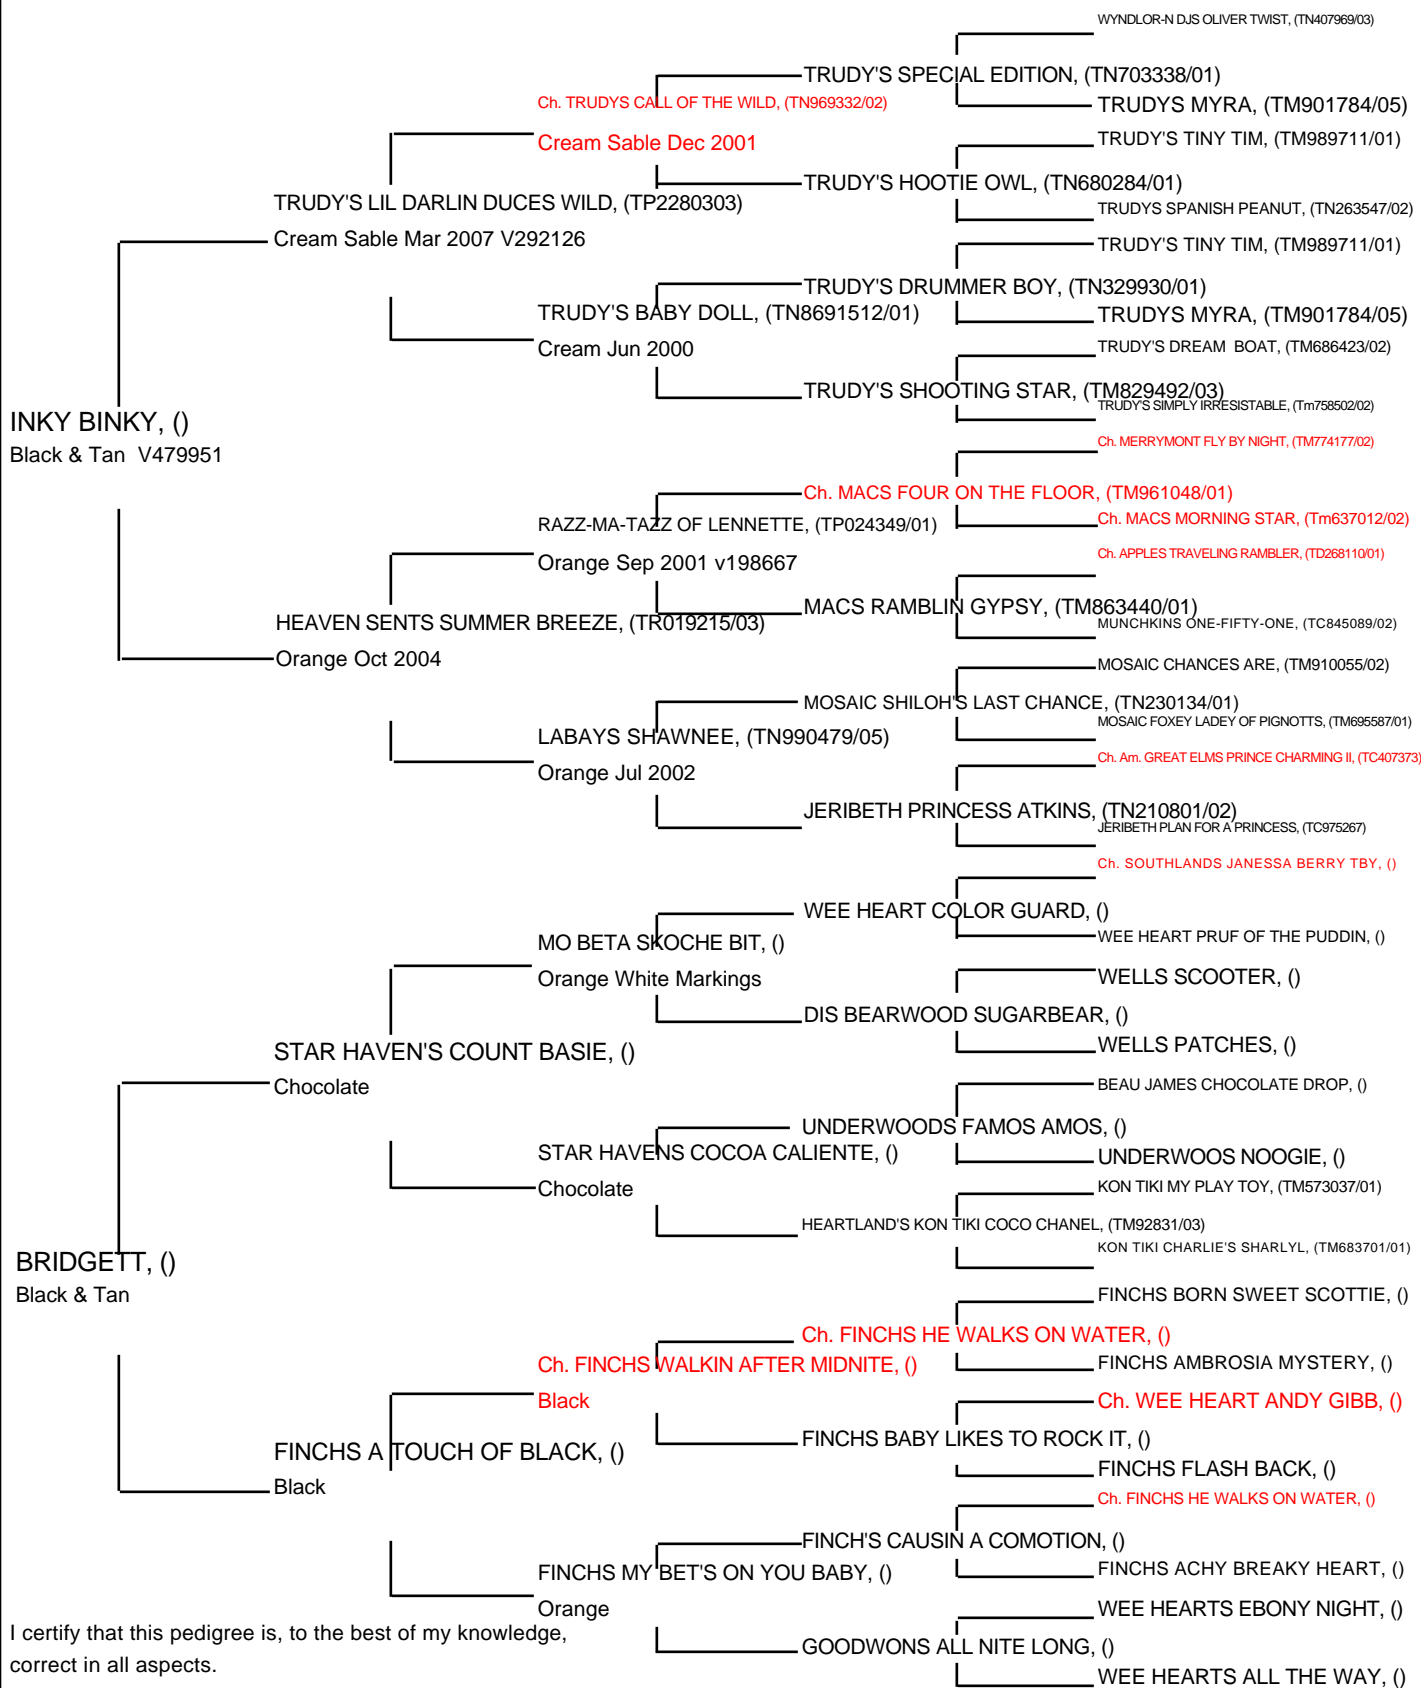 WYNDLOR-N DJS OLIVER TWIST, (TN407969/03)
TRUDY'S SPECIAL EDITION, (TN703338/01)
Ch. TRUDYS CALL OF THE WILD, (TN969332/02)
TRUDYS MYRA, (TM901784/05)
Cream Sable Dec 2001
TRUDY'S TINY TIM, (TM989711/01)
TRUDY'S HOOTIE OWL, (TN680284/01)
TRUDY'S LIL DARLIN DUCES WILD, (TP2280303)
TRUDYS SPANISH PEANUT, (TN263547/02)
Cream Sable Mar 2007 V292126
TRUDY'S TINY TIM, (TM989711/01)
TRUDY'S DRUMMER BOY, (TN329930/01)
TRUDY'S BABY DOLL, (TN8691512/01)
TRUDYS MYRA, (TM901784/05)
Cream Jun 2000
TRUDY'S DREAM  BOAT, (TM686423/02)
TRUDY'S SHOOTING STAR, (TM829492/03)
TRUDY'S SIMPLY IRRESISTABLE, (Tm758502/02)
INKY BINKY, ()
Black & Tan  V479951
Ch. MERRYMONT FLY BY NIGHT, (TM774177/02)
Ch. MACS FOUR ON THE FLOOR, (TM961048/01)
RAZZ-MA-TAZZ OF LENNETTE, (TP024349/01)
Ch. MACS MORNING STAR, (Tm637012/02)
Orange Sep 2001 v198667
Ch. APPLES TRAVELING RAMBLER, (TD268110/01)
MACS RAMBLIN GYPSY, (TM863440/01)
HEAVEN SENTS SUMMER BREEZE, (TR019215/03)
MUNCHKINS ONE-FIFTY-ONE, (TC845089/02)
Orange Oct 2004
MOSAIC CHANCES ARE, (TM910055/02)
MOSAIC SHILOH'S LAST CHANCE, (TN230134/01)
MOSAIC FOXEY LADEY OF PIGNOTTS, (TM695587/01)
LABAYS SHAWNEE, (TN990479/05)
Orange Jul 2002
Ch. Am. GREAT ELMS PRINCE CHARMING II, (TC407373)
JERIBETH PRINCESS ATKINS, (TN210801/02)
JERIBETH PLAN FOR A PRINCESS, (TC975267)
Ch. SOUTHLANDS JANESSA BERRY TBY, ()
WEE HEART COLOR GUARD, ()
MO BETA SKOCHE BIT, ()
WEE HEART PRUF OF THE PUDDIN, ()
Orange White Markings
WELLS SCOOTER, ()
DIS BEARWOOD SUGARBEAR, ()
STAR HAVEN'S COUNT BASIE, ()
WELLS PATCHES, ()
Chocolate
BEAU JAMES CHOCOLATE DROP, ()
UNDERWOODS FAMOS AMOS, ()
STAR HAVENS COCOA CALIENTE, ()
UNDERWOOS NOOGIE, ()
Chocolate
KON TIKI MY PLAY TOY, (TM573037/01)
HEARTLAND'S KON TIKI COCO CHANEL, (TM92831/03)
KON TIKI CHARLIE'S SHARLYL, (TM683701/01)
BRIDGETT, ()
Black & Tan
FINCHS BORN SWEET SCOTTIE, ()
Ch. FINCHS HE WALKS ON WATER, ()
Ch. FINCHS WALKIN AFTER MIDNITE, ()
FINCHS AMBROSIA MYSTERY, ()
Black
Ch. WEE HEART ANDY GIBB, ()
FINCHS BABY LIKES TO ROCK IT, ()
FINCHS A TOUCH OF BLACK, ()
FINCHS FLASH BACK, ()
Black
Ch. FINCHS HE WALKS ON WATER, ()
FINCH'S CAUSIN A COMOTION, ()
FINCHS MY BET'S ON YOU BABY, ()
FINCHS ACHY BREAKY HEART, ()
Orange
WEE HEARTS EBONY NIGHT, ()
GOODWONS ALL NITE LONG, ()
WEE HEARTS ALL THE WAY, ()
I certify that this pedigree is, to the best of my knowledge,
correct in all aspects.